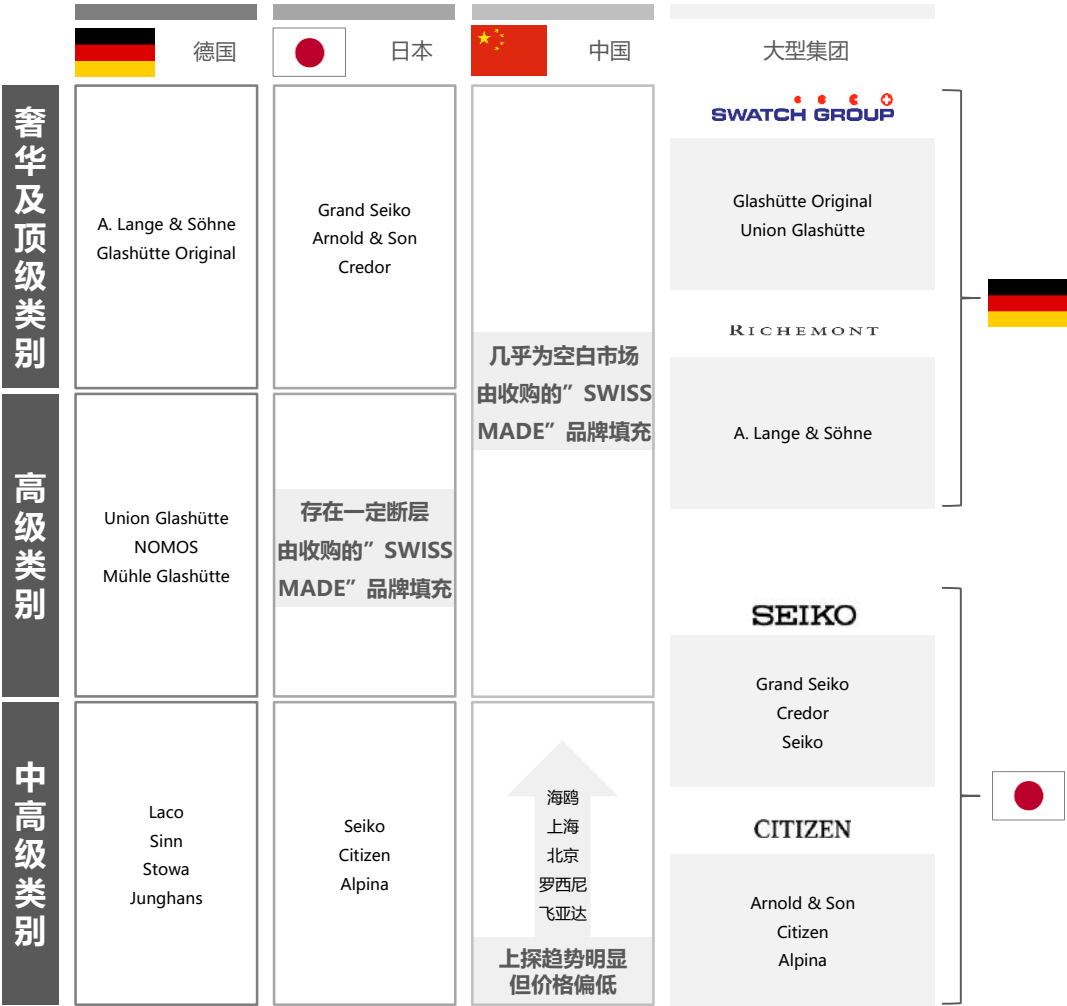 德国
日本
中国
大型集团
奢华及顶级类别
A. Lange & Söhne
Glashütte Original
Grand Seiko
Arnold & Son
Credor
几乎为空白市场
由收购的”SWISS
MADE”品牌填充
高级类别
Union Glashütte
NOMOS
Mühle Glashütte
存在一定断层
由收购的”SWISS
MADE”品牌填充
中高级类别
Laco
Sinn
Stowa
Junghans
Seiko
Citizen
Alpina
海鸥
上海
北京
罗西尼
飞亚达
上探趋势明显
但价格偏低
SWATCH GROUP
Glashütte Original
Union Glashütte
RICHEMONT
A. Lange & Söhne
SEIKO
Grand Seiko
Credor
Seiko
CITIZEN
Arnold & Son
Citizen
Alpina